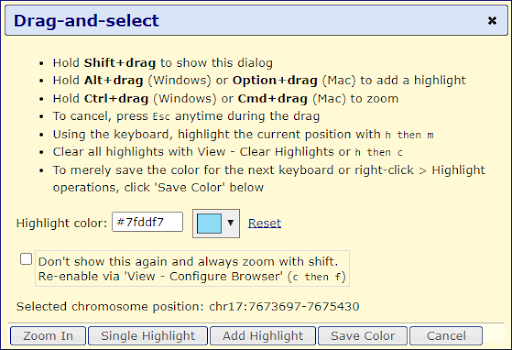 Drag-and-select
✖
• Hold Shift+drag to show this dialog
• Hold Alt+drag (Windows) or Option+drag (Mac) to add a highlight
• Hold Ctrl+drag (Windows) or Cmd+drag (Mac) to zoom
• To cancel, press Esc anytime during the drag
• Using the keyboard, highlight the current position with h then m
• Clear all highlights with View - Clear Highlights or h then c
• To merely save the color for the next keyboard or right-click > Highlight
operations, click 'Save Color' below
Highlight color: #7fddf7 ▼ Reset
Don't show this again and always zoom with shift.
Re-enable via 'View - Configure Browser' (c then f)
Selected chromosome position: chr17:7673697-7675430
Zoom In Single Highlight Add Highlight Save Color Cancel